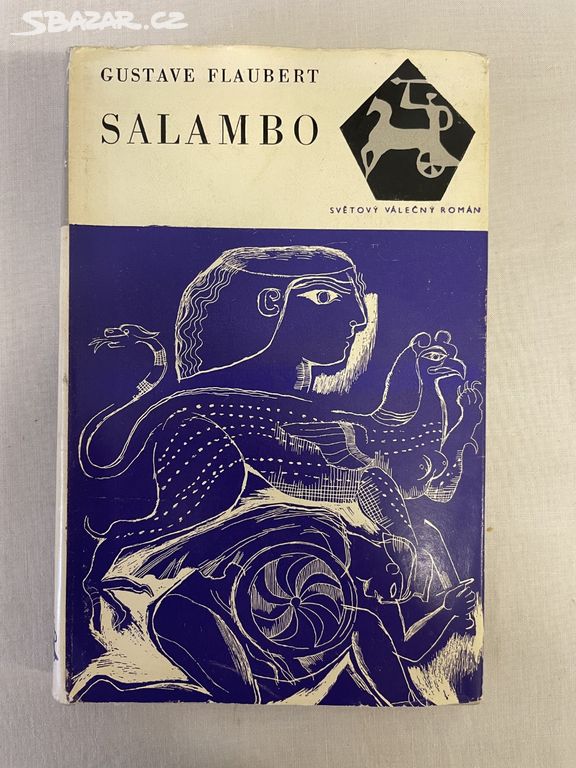 SBAZAR.CZ
GUSTAVE FLAUBERT
SALAMBO
SVĚTOVÝ VÁLEČNÝ ROMÁN